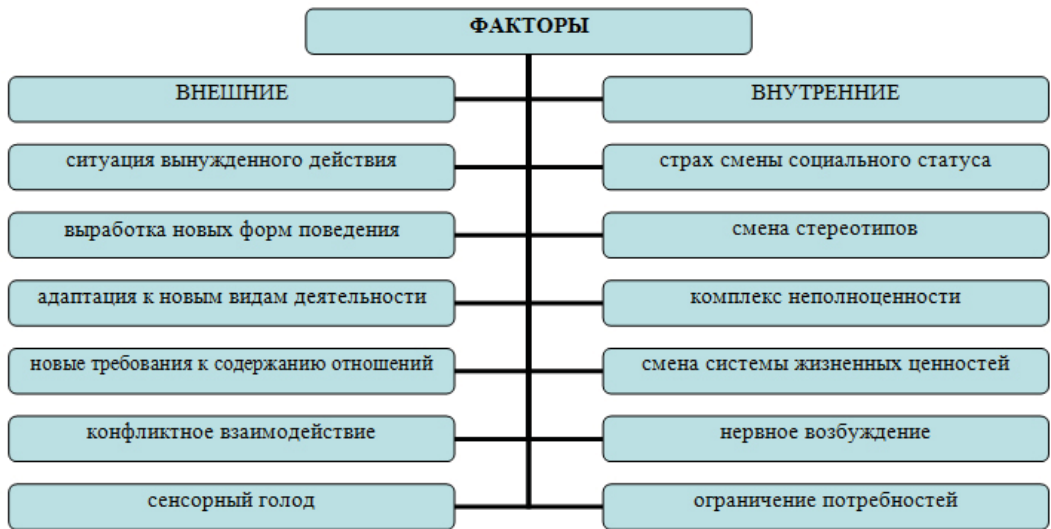 ФАКТОРЫ
ВНЕШНИЕ
ВНУТРЕННИЕ
ситуация вынужденного действия
страх смены социального статуса
выработка новых форм поведения
смена стереотипов
адаптация к новым видам деятельности
комплекс неполноценности
новые требования к содержанию отношений
смена системы жизненных ценностей
конфликтное взаимодействие
нервное возбуждение
сенсорный голод
ограничение потребностей